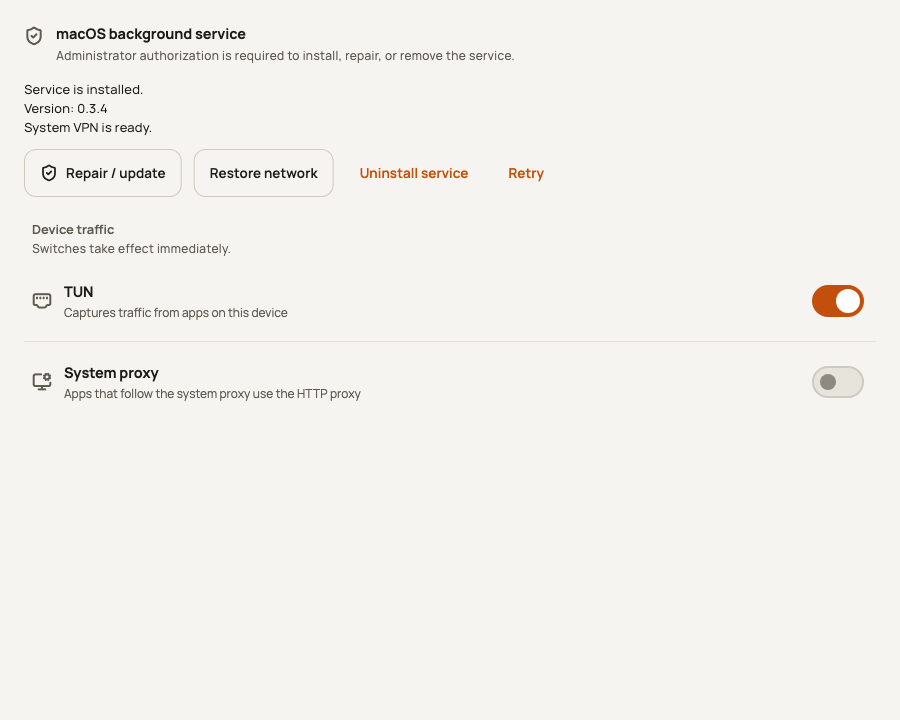 macOS background service
Administrator authorization is required to install, repair, or remove the service.
Service is installed.
Version: 0.3.4
System VPN is ready.
Repair / update
Restore network
Uninstall service
Retry
Device traffic
Switches take effect immediately.
TUN
Captures traffic from apps on this device
System proxy
Apps that follow the system proxy use the HTTP proxy